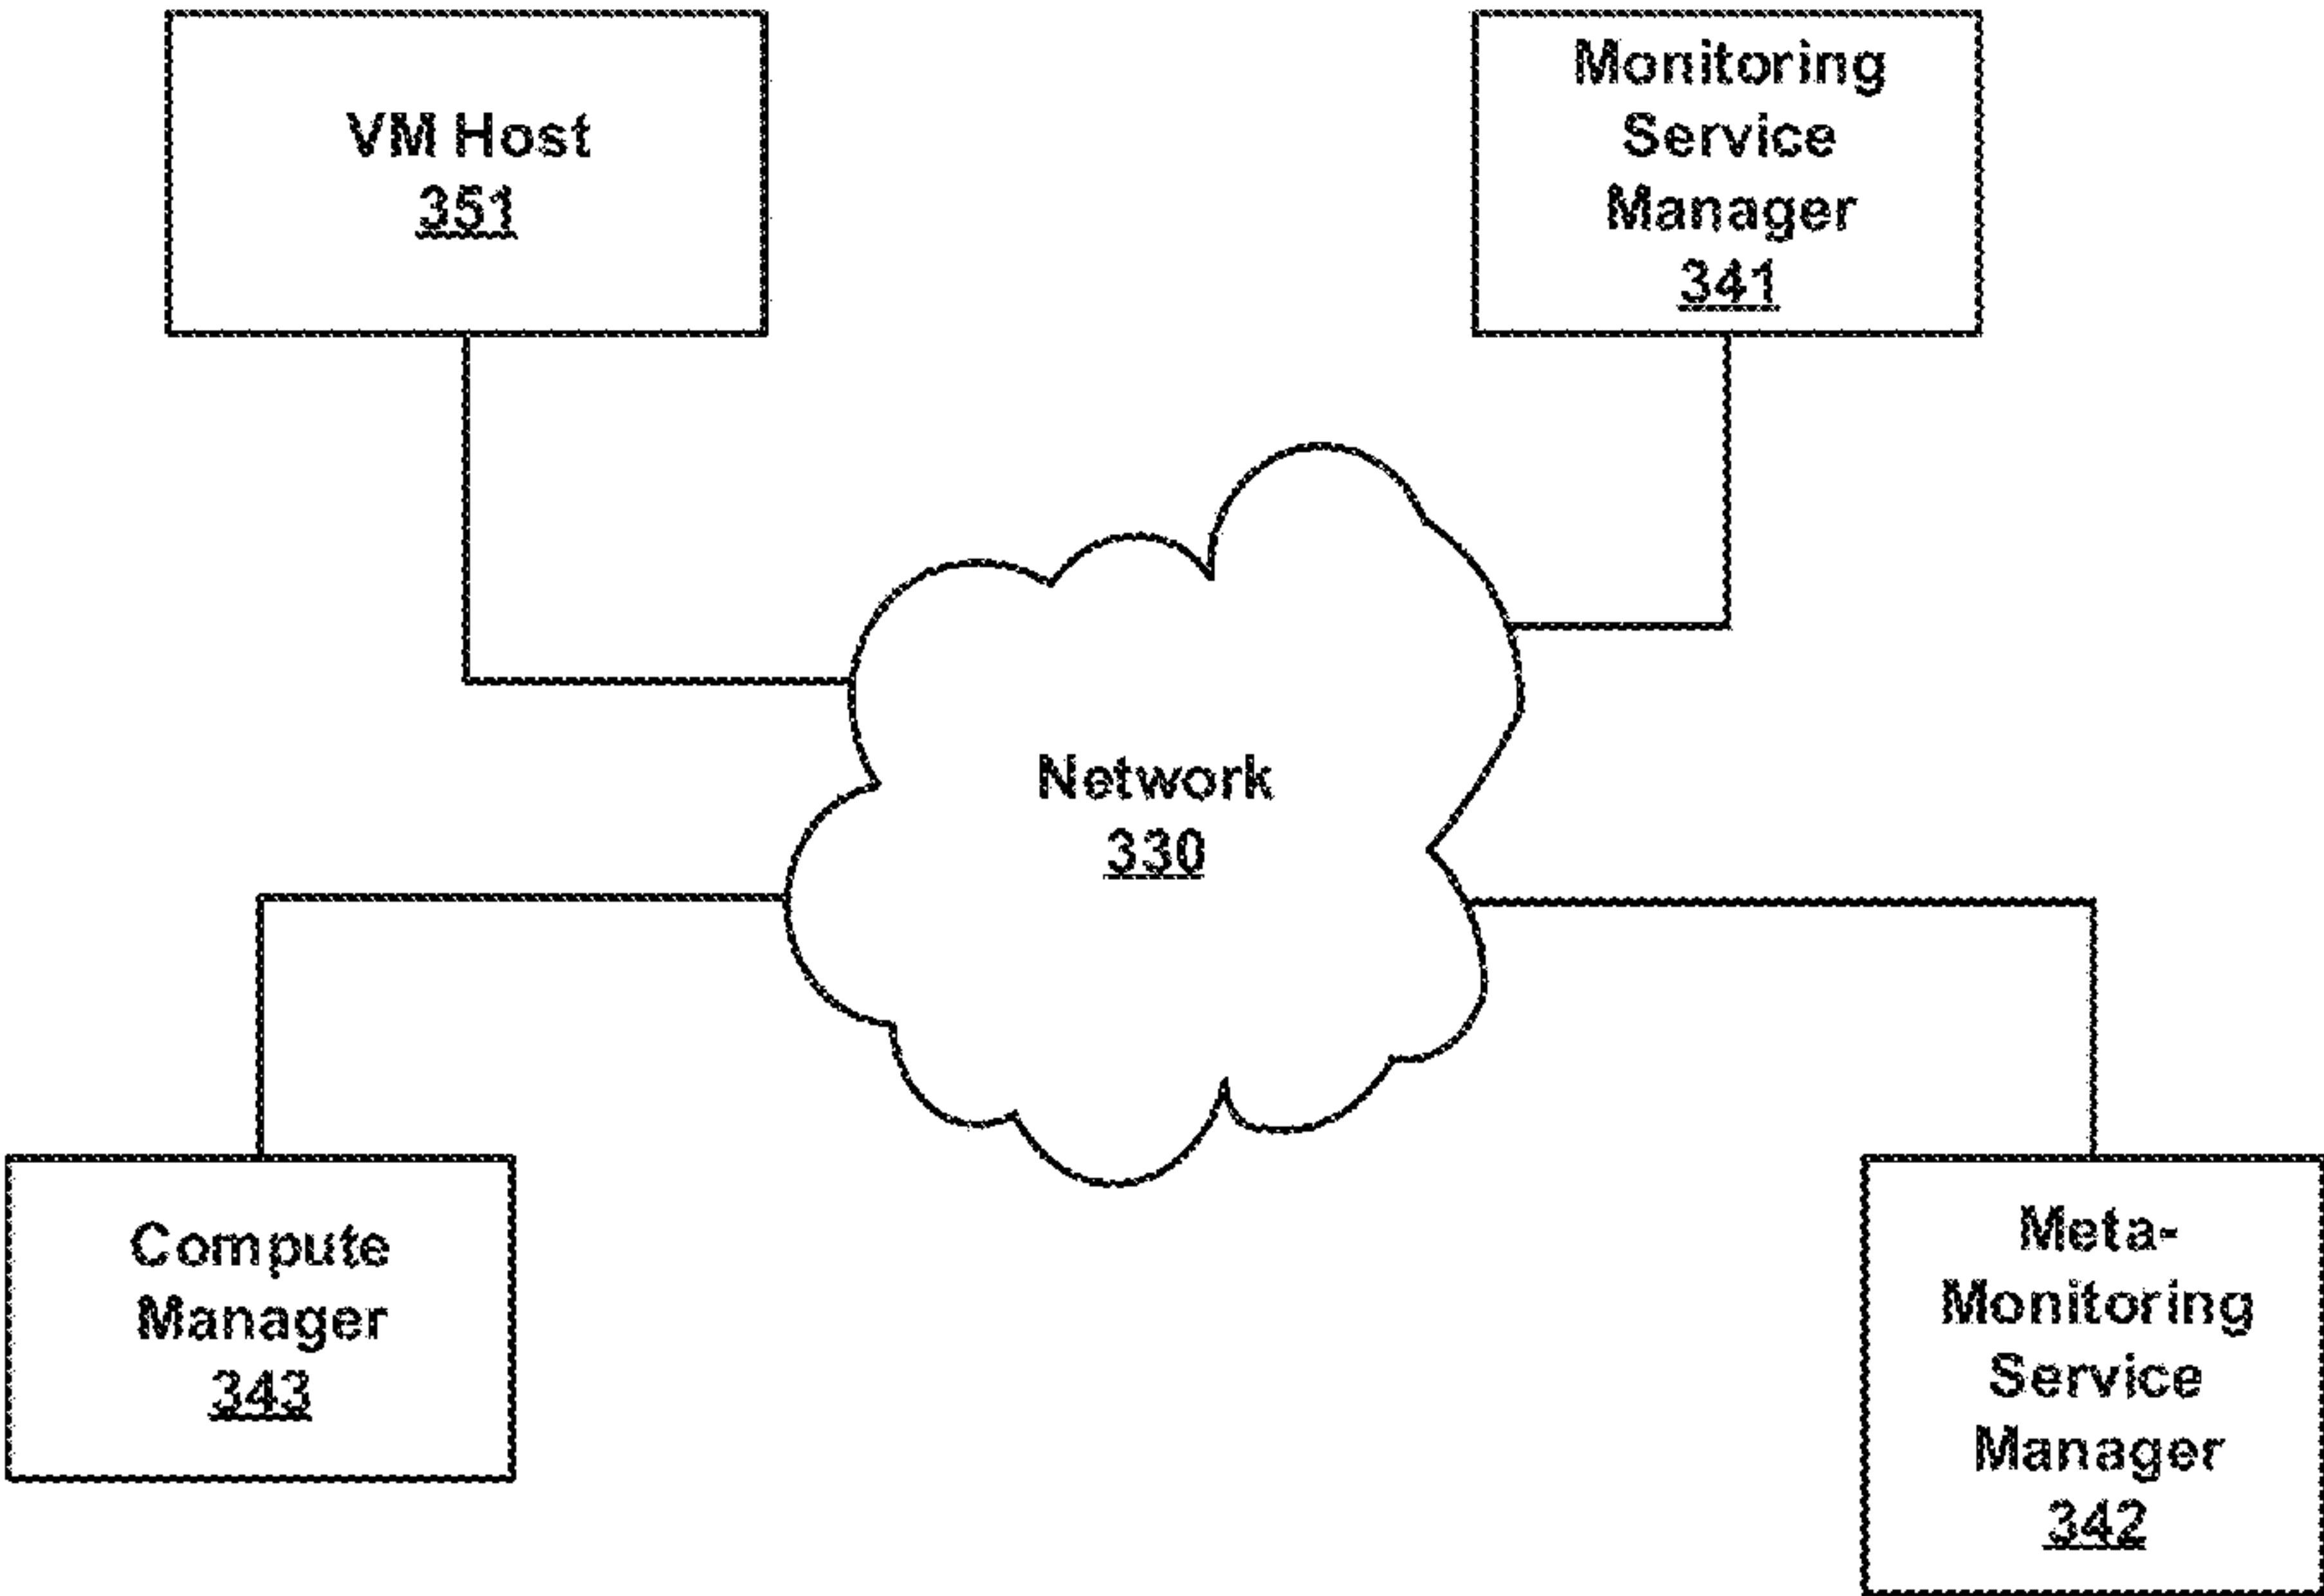 VM Host
351
Monitoring
Service
Manager
341
Network
330
Compute
Manager
343
Meta-
Monitoring
Service
Manager
342